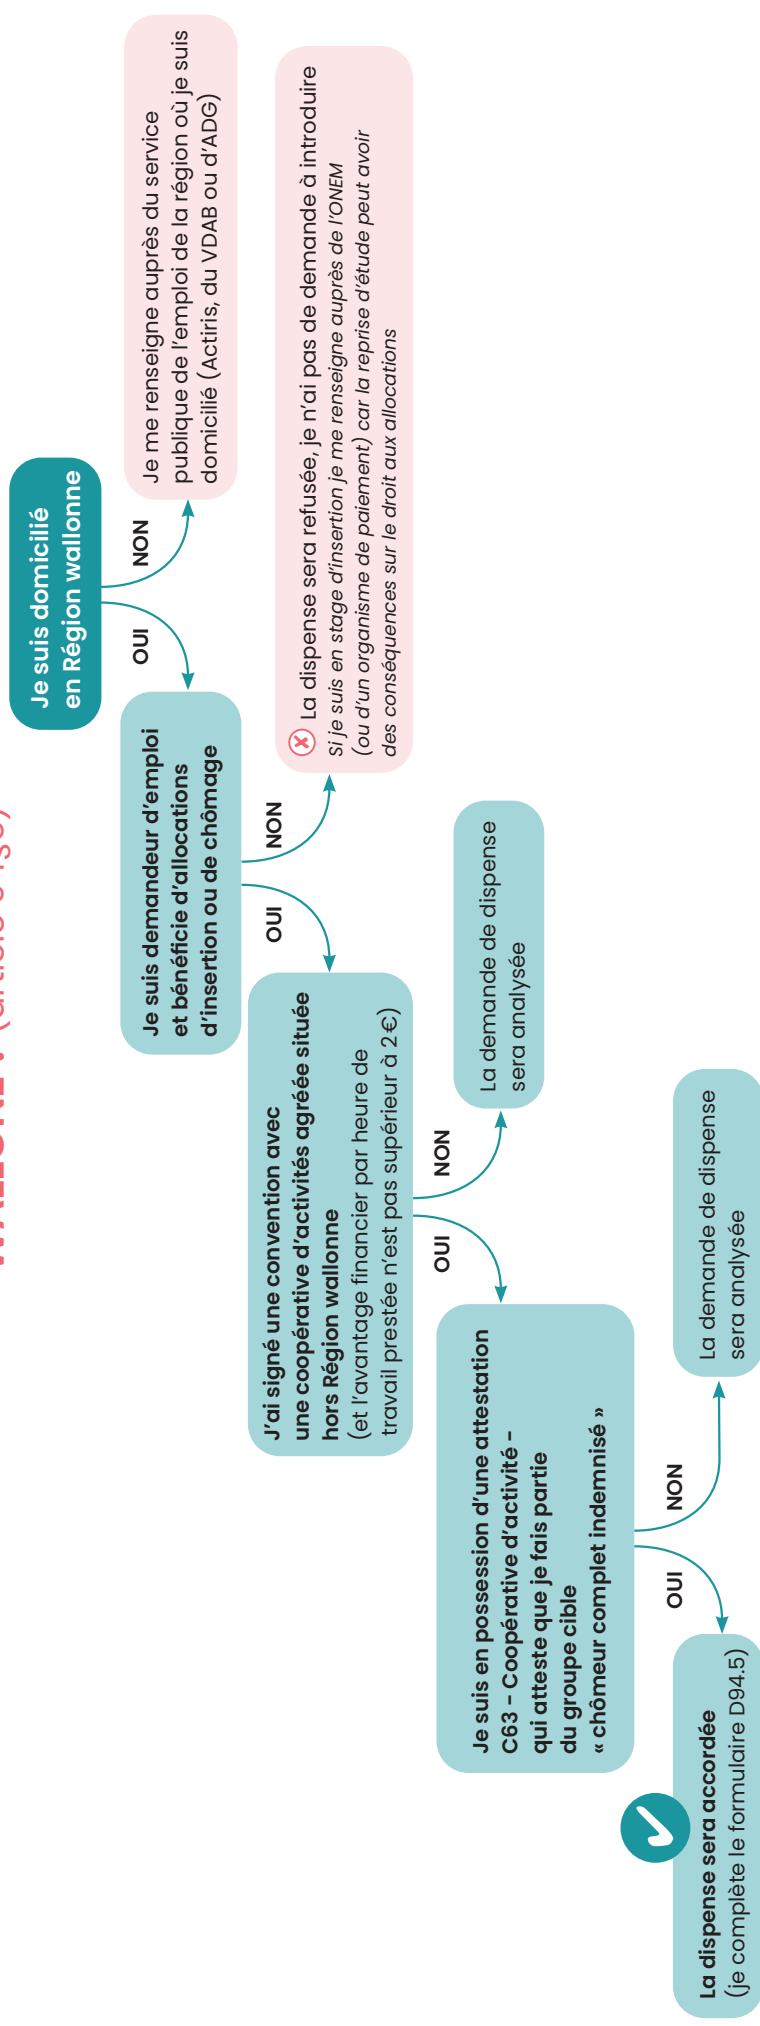 Je suis domicilié
en Région wallonne
OUI
NON
Je me renseigne auprès du service
publique de l'emploi de la région où je suis
domicilié (Actiris, du VDAB ou d'ADG)
Je suis demandeur d'emploi
et bénéficie d'allocations
d'insertion ou de chômage
OUI
NON
La dispense sera refusée, je n'ai pas de demande à introduire
Si je suis en stage d'insertion je me renseigne auprès de l'ONEM
(ou d'un organisme de paiement) car la reprise d'étude peut avoir
des conséquences sur le droit aux allocations
J'ai signé une convention avec
une coopérative d'activités agréée située
hors Région wallonne
(et l'avantage financier par heure de
travail prestée n'est pas supérieur à 2€)
OUI
NON
La demande de dispense
sera analysée
Je suis en possession d'une attestation
C63 - Coopérative d'activité -
qui atteste que je fais partie
du groupe cible
« chômeur complet indemnisé »
OUI
NON
La demande de dispense
sera analysée
La dispense sera accordée
(je complète le formulaire D94.5)